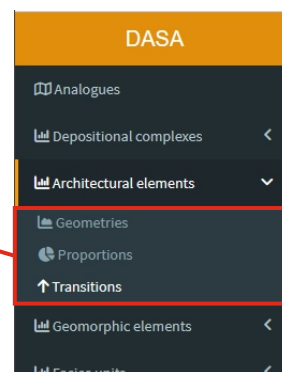 DASA
Analogues
Depositional complexes
Architectural elements
Geometries
Proportions
Transitions
Geomorphic elements